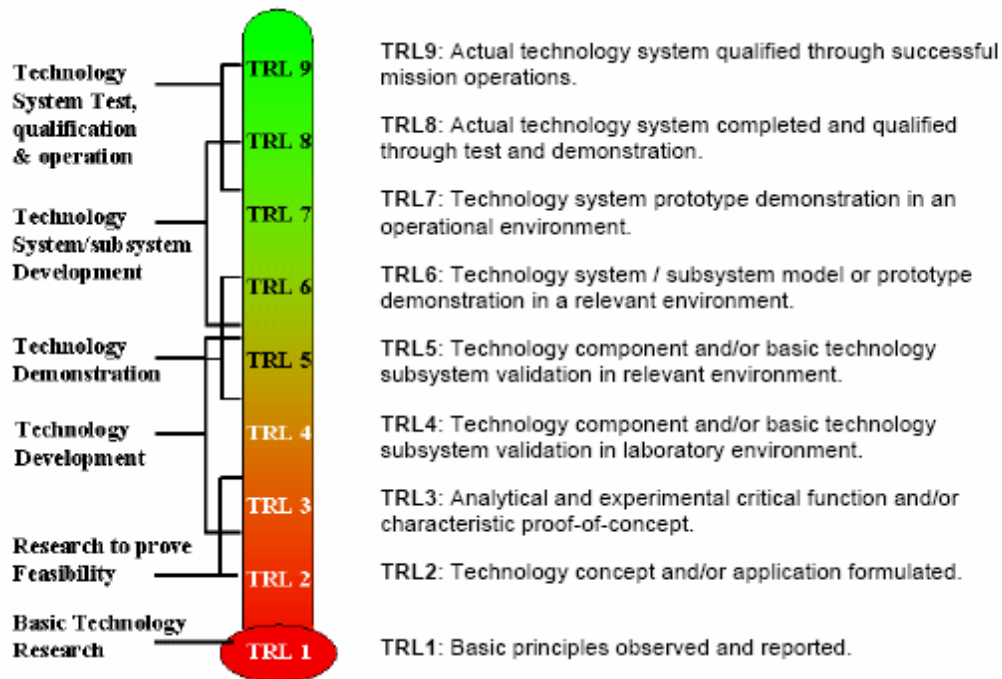 Technology
System Test,
qualification
& operation
Technology
System/subsystem
Development
Technology
Demonstration
Technology
Development
Research to prove
Feasibility
Basic Technology
Research
TRL 9
TRL 8
TRL 7
TRL 6
TRL 5
TRL 4
TRL 3
TRL 2
TRL 1
TRL9: Actual technology system qualified through successful
mission operations.
TRL8: Actual technology system completed and qualified
through test and demonstration.
TRL7: Technology system prototype demonstration in an
operational environment.
TRL6: Technology system / subsystem model or prototype
demonstration in a relevant environment.
TRL5: Technology component and/or basic technology
subsystem validation in relevant environment.
TRL4: Technology component and/or basic technology
subsystem validation in laboratory environment.
TRL3: Analytical and experimental critical function and/or
characteristic proof-of-concept.
TRL2: Technology concept and/or application formulated.
TRL1: Basic principles observed and reported.